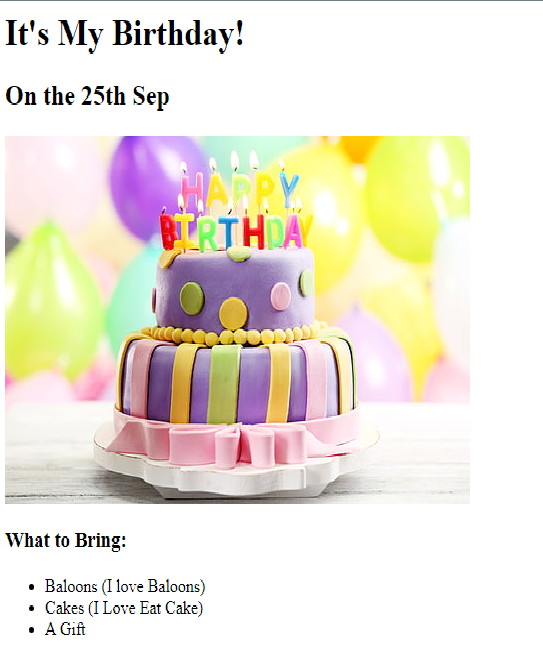 It's My Birthday!
On the 25th Sep
HAPPY
BIRTHDAY
What to Bring:
Baloons (I love Baloons)
Cakes (I Love Eat Cake)
A Gift